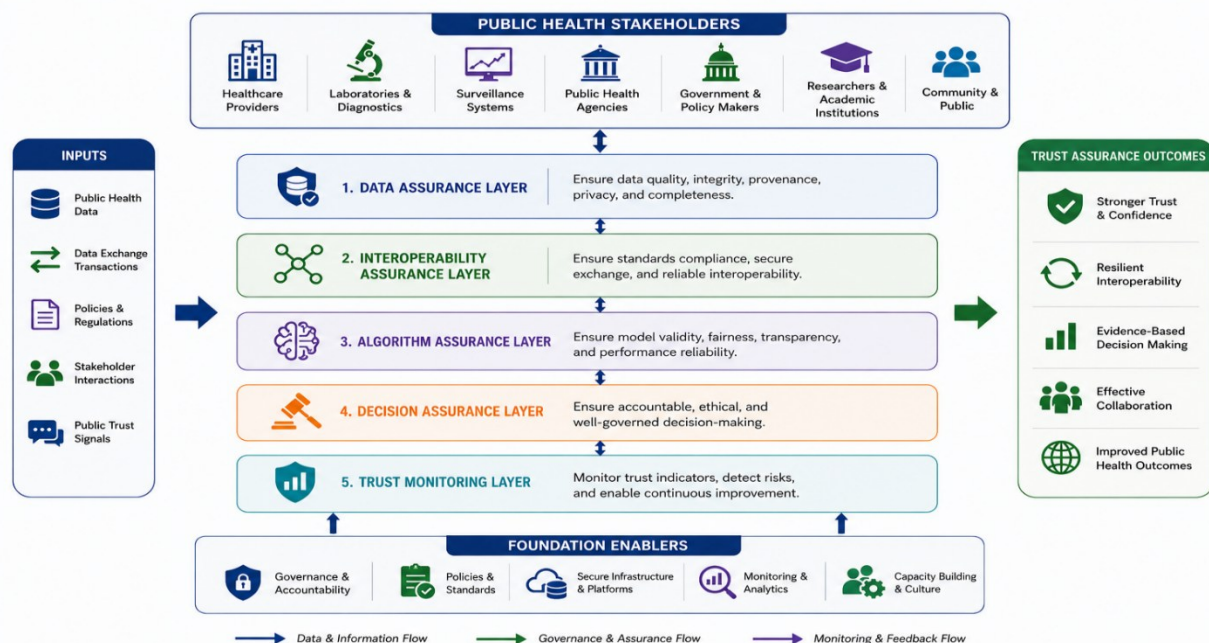 PUBLIC HEALTH STAKEHOLDERS
Healthcare
Providers
Laboratories &
Diagnostics
Surveillance
Systems
Public Health
Agencies
Government &
Policy Makers
Researchers &
Academic
Institutions
Community &
Public
INPUTS
Public Health
Data
Data Exchange
Transactions
Policies &
Regulations
Stakeholder
Interactions
Public Trust
Signals
1. DATA ASSURANCE LAYER
Ensure data quality, integrity, provenance,
privacy, and completeness.
2. INTEROPERABILITY
ASSURANCE LAYER
Ensure standards compliance, secure
exchange, and reliable interoperability.
3. ALGORITHM ASSURANCE LAYER
Ensure model validity, fairness, transparency,
and performance reliability.
4. DECISION ASSURANCE LAYER
Ensure accountable, ethical, and
well-governed decision-making.
5. TRUST MONITORING LAYER
Monitor trust indicators, detect risks,
and enable continuous improvement.
TRUST ASSURANCE OUTCOMES
Stronger Trust
& Confidence
Resilient
Interoperability
Evidence-Based
Decision Making
Effective
Collaboration
Improved Public
Health Outcomes
FOUNDATION ENABLERS
Governance &
Accountability
Policies &
Standards
Secure Infrastructure
& Platforms
Monitoring &
Analytics
Capacity Building
& Culture
Data & Information Flow
Governance & Assurance Flow
Monitoring & Feedback Flow